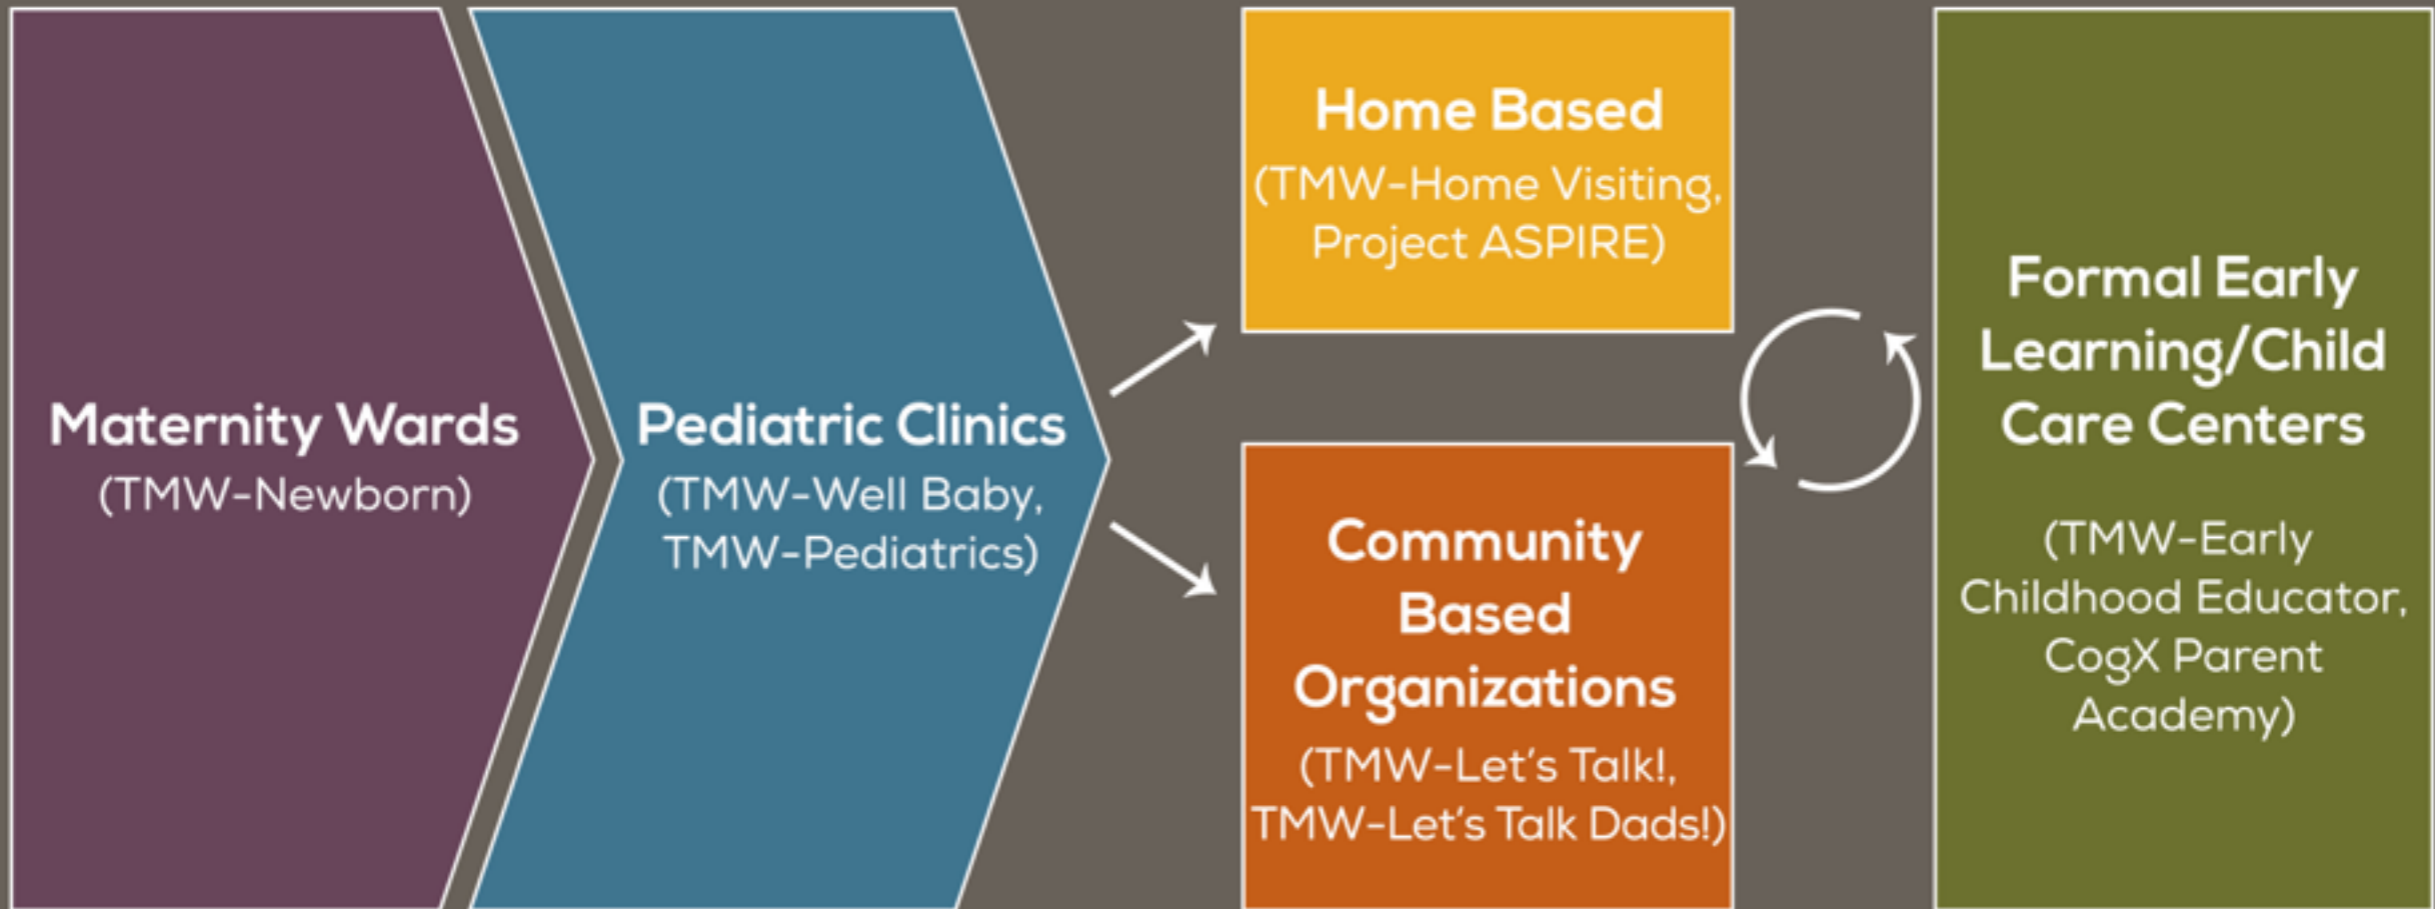 Maternity Wards
(TMW-Newborn)
Pediatric Clinics
(TMW-Well Baby,
TMW-Pediatrics)
Home Based
(TMW-Home Visiting,
Project ASPIRE)
Community
Based
Organizations
(TMW-Let's Talk!,
TMW-Let's Talk Dads!)
Formal Early
Learning/Child
Care Centers
(TMW-Early
Childhood Educator,
CogX Parent
Academy)